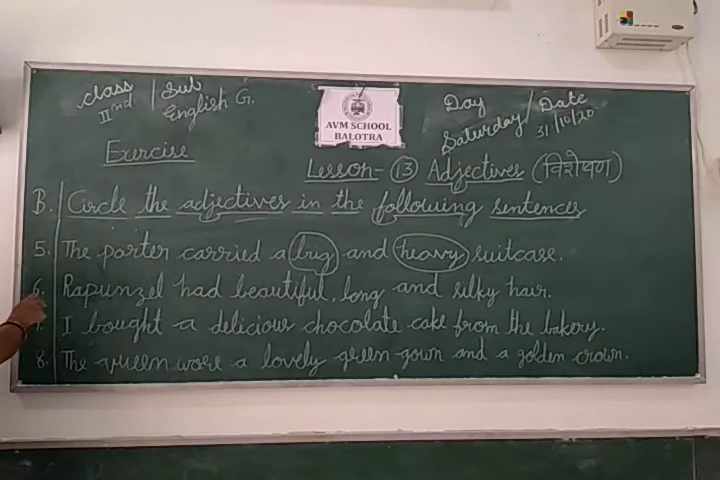 Class IInd | Sub English G.
AVM SCHOOL
BALOTRA
Day Saturday / Date 31/10/20
Exercise
Lesson- 13 Adjectives (विशेषण)
B. Circle the adjectives in the following sentences
5. The porter carried a big and heavy suitcase.
6. Rapunzel had beautiful, long and silky hair.
7. I bought a delicious chocolate cake from the bakery.
8. The queen wore a lovely green gown and a golden crown.